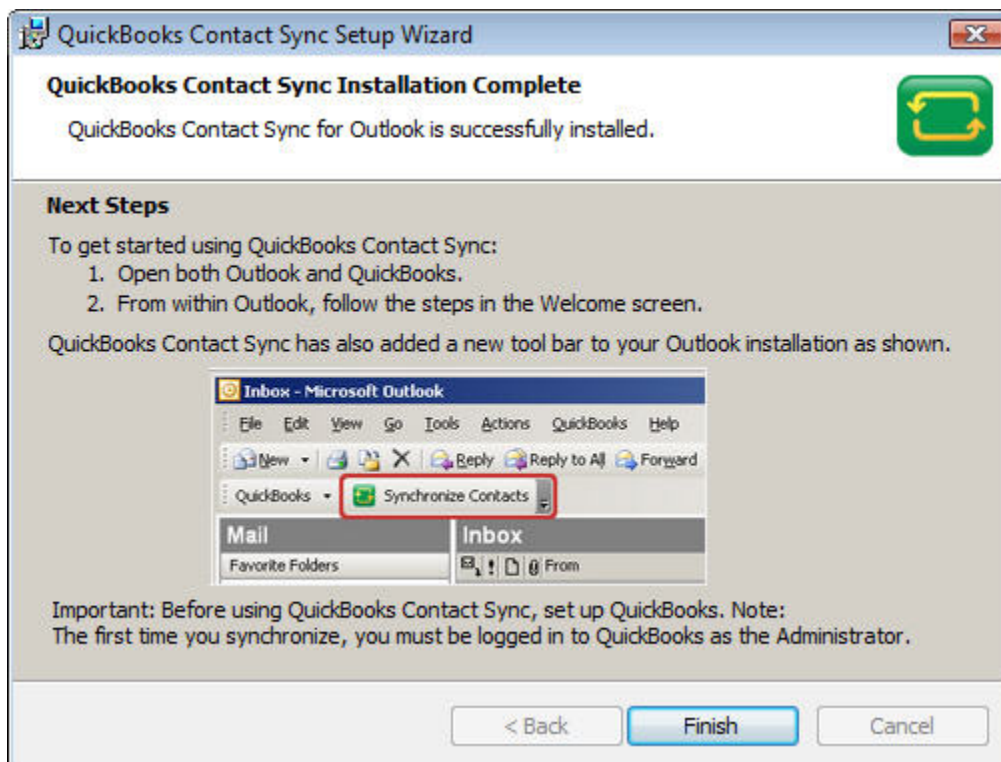 QuickBooks Contact Sync Setup Wizard
QuickBooks Contact Sync Installation Complete
QuickBooks Contact Sync for Outlook is successfully installed.
Next Steps
To get started using QuickBooks Contact Sync:
1. Open both Outlook and QuickBooks.
2. From within Outlook, follow the steps in the Welcome screen.
QuickBooks Contact Sync has also added a new tool bar to your Outlook installation as shown.
Inbox - Microsoft Outlook
File Edit View Go Tools Actions QuickBooks Help
New Reply Reply to All Forward
QuickBooks Synchronize Contacts
Mail Inbox
Favorite Folders From
Important: Before using QuickBooks Contact Sync, set up QuickBooks. Note:
The first time you synchronize, you must be logged in to QuickBooks as the Administrator.
< Back Finish Cancel